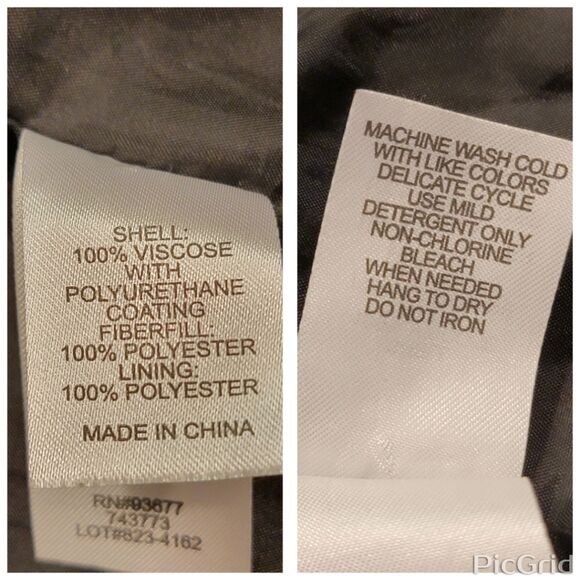 SHELL:
100% VISCOSE
WITH
POLYURETHANE
COATING
FIBERFILL:
100% POLYESTER
LINING:
100% POLYESTER
MADE IN CHINA
RN#93677
743773
LOT#823-4162
MACHINE WASH COLD
WITH LIKE COLORS
DELICATE CYCLE
USE MILD
DETERGENT ONLY
NON-CHLORINE
BLEACH
WHEN NEEDED
HANG TO DRY
DO NOT IRON
PicGrid